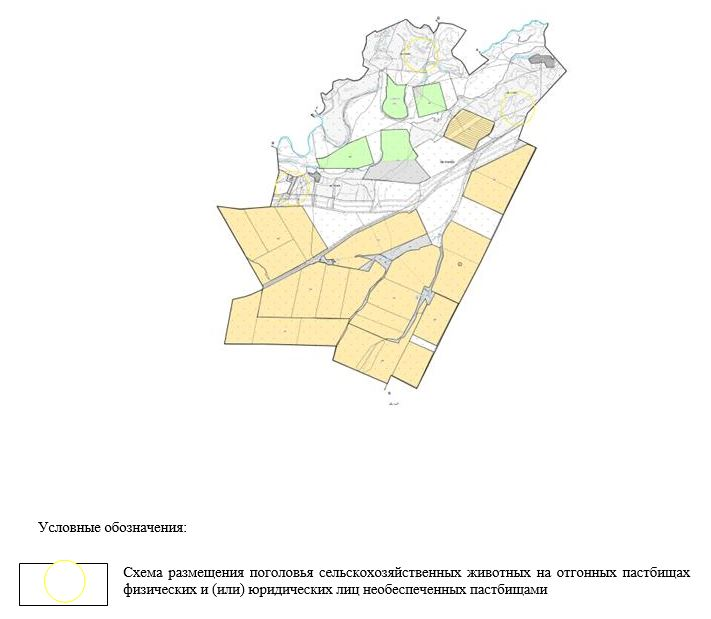 Условные обозначения:
Схема размещения поголовья сельскохозяйственных животных на отгонных пастбищах
физических и (или) юридических лиц необеспеченных пастбищами